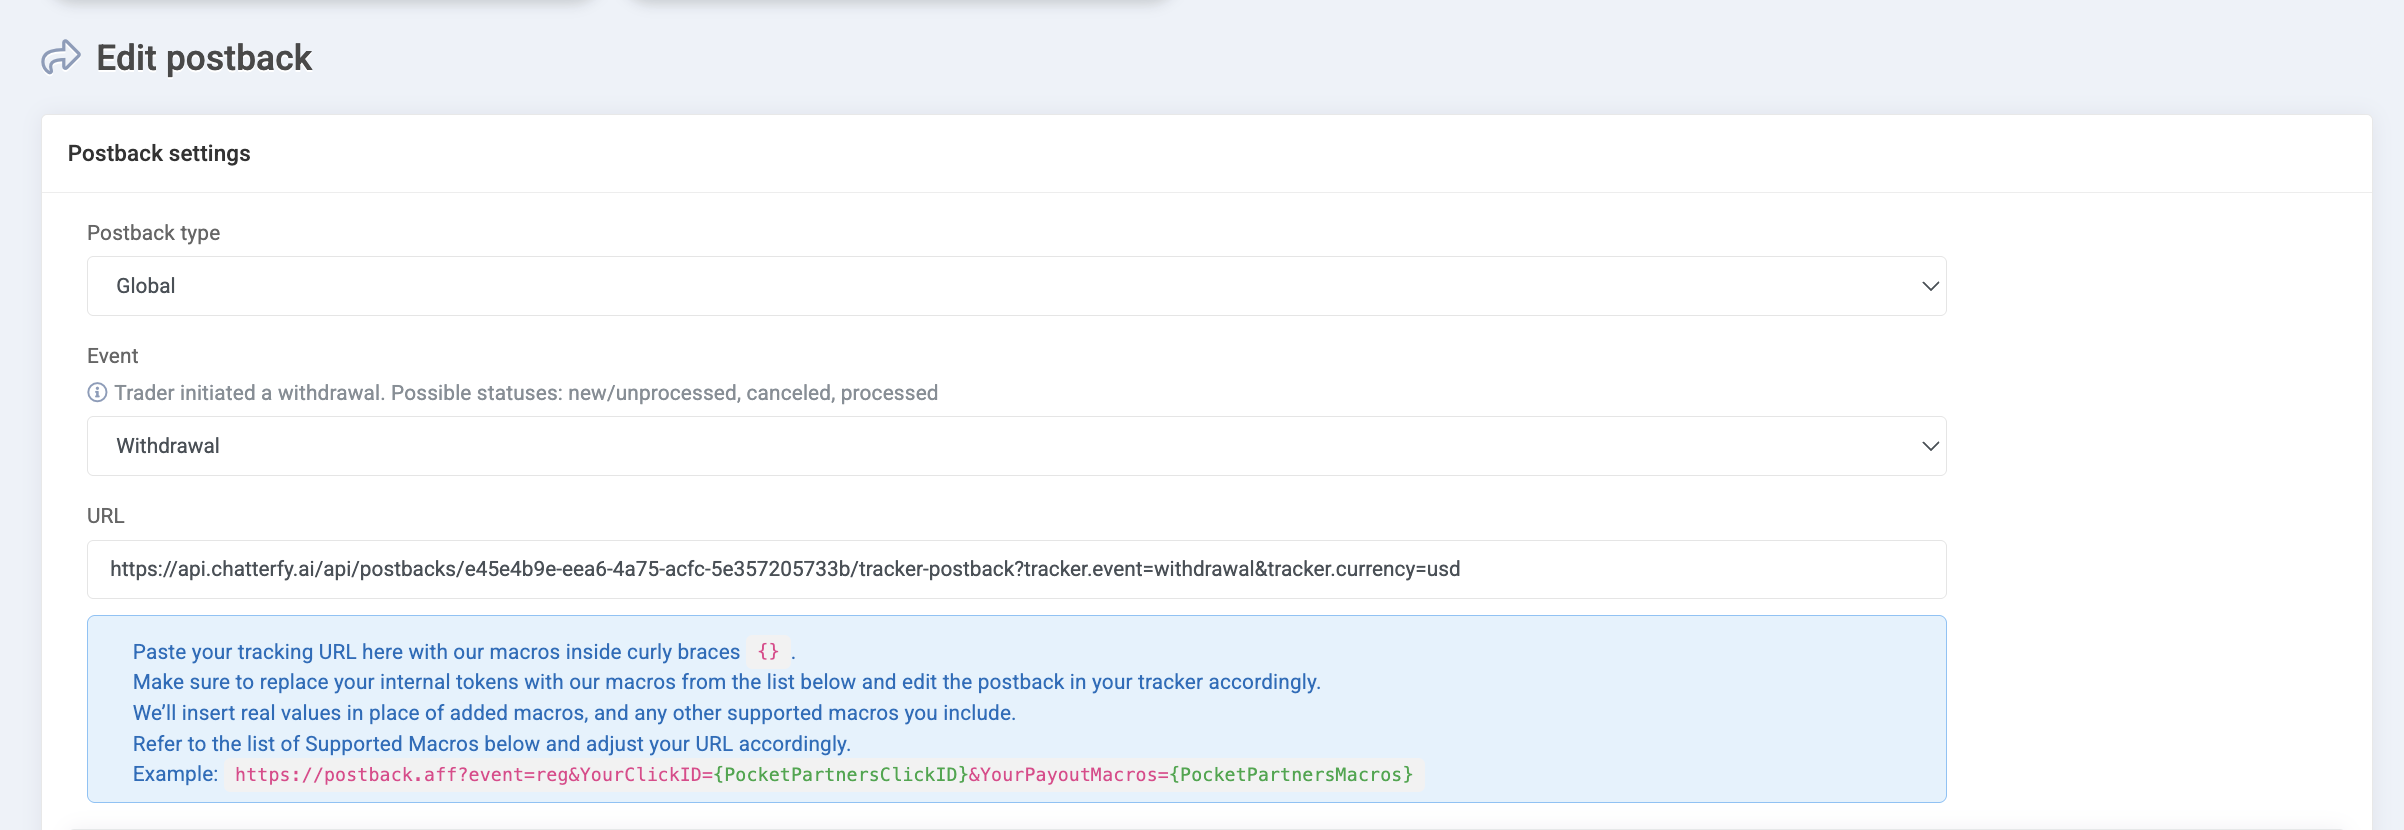 Edit postback
Postback settings
Postback type
Global
Event
Trader initiated a withdrawal. Possible statuses: new/unprocessed, canceled, processed
Withdrawal
URL
https://api.chatterfy.ai/api/postbacks/e45e4b9e-eea6-4a75-acfc-5e357205733b/tracker-postback?tracker.event=withdrawal&tracker.currency=usd
Paste your tracking URL here with our macros inside curly braces {} .
Make sure to replace your internal tokens with our macros from the list below and edit the postback in your tracker accordingly.
We’ll insert real values in place of added macros, and any other supported macros you include.
Refer to the list of Supported Macros below and adjust your URL accordingly.
Example: https://postback.aff?event=reg&YourClickID={PocketPartnersClickID}&YourPayoutMacros={PocketPartnersMacros}